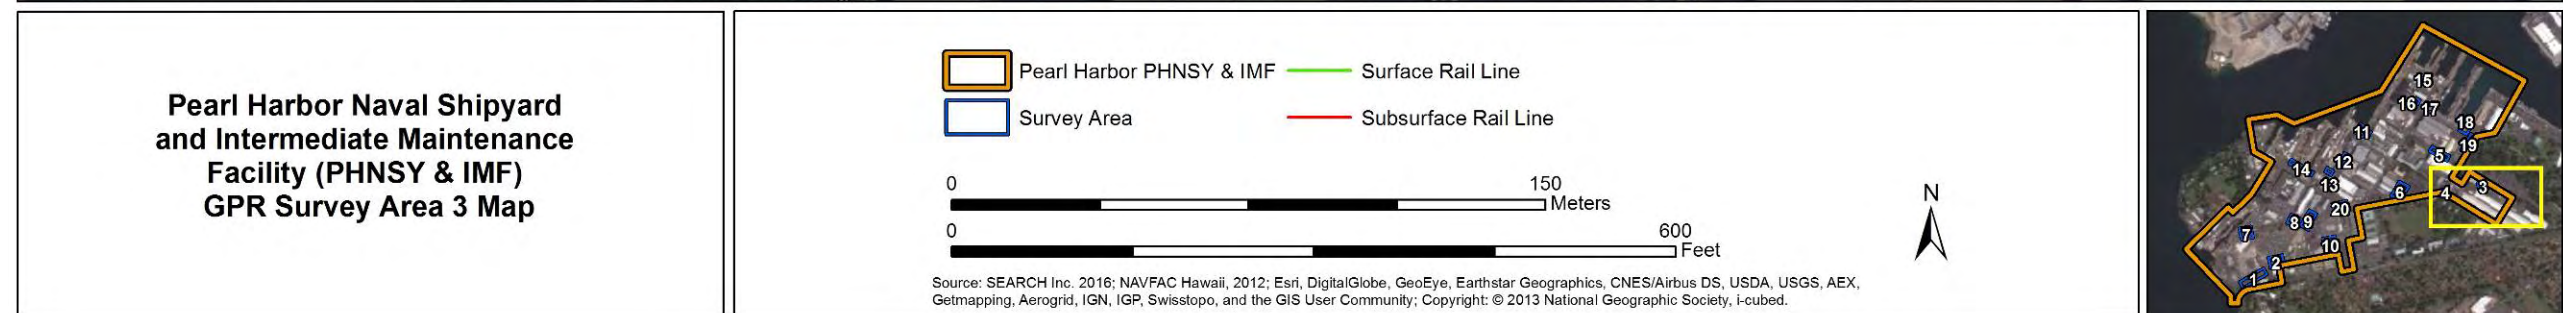 Pearl Harbor Naval Shipyard
and Intermediate Maintenance
Facility (PHNSY & IMF)
GPR Survey Area 3 Map
Pearl Harbor PHNSY & IMF
Surface Rail Line
Survey Area
Subsurface Rail Line
0 150
Meters
0 600
Feet
N
Source: SEARCH Inc. 2016; NAVFAC Hawaii, 2012; Esri, DigitalGlobe, GeoEye, Earthstar Geographics, CNES/Airbus DS, USDA, USGS, AEX,
Getmapping, Aerogrid, IGN, IGP, Swisstopo, and the GIS User Community; Copyright: © 2013 National Geographic Society, i-cubed.
15
16 17
18
11
19
5
12
14
13
3
6
4
20
8 9
7
10
2
1